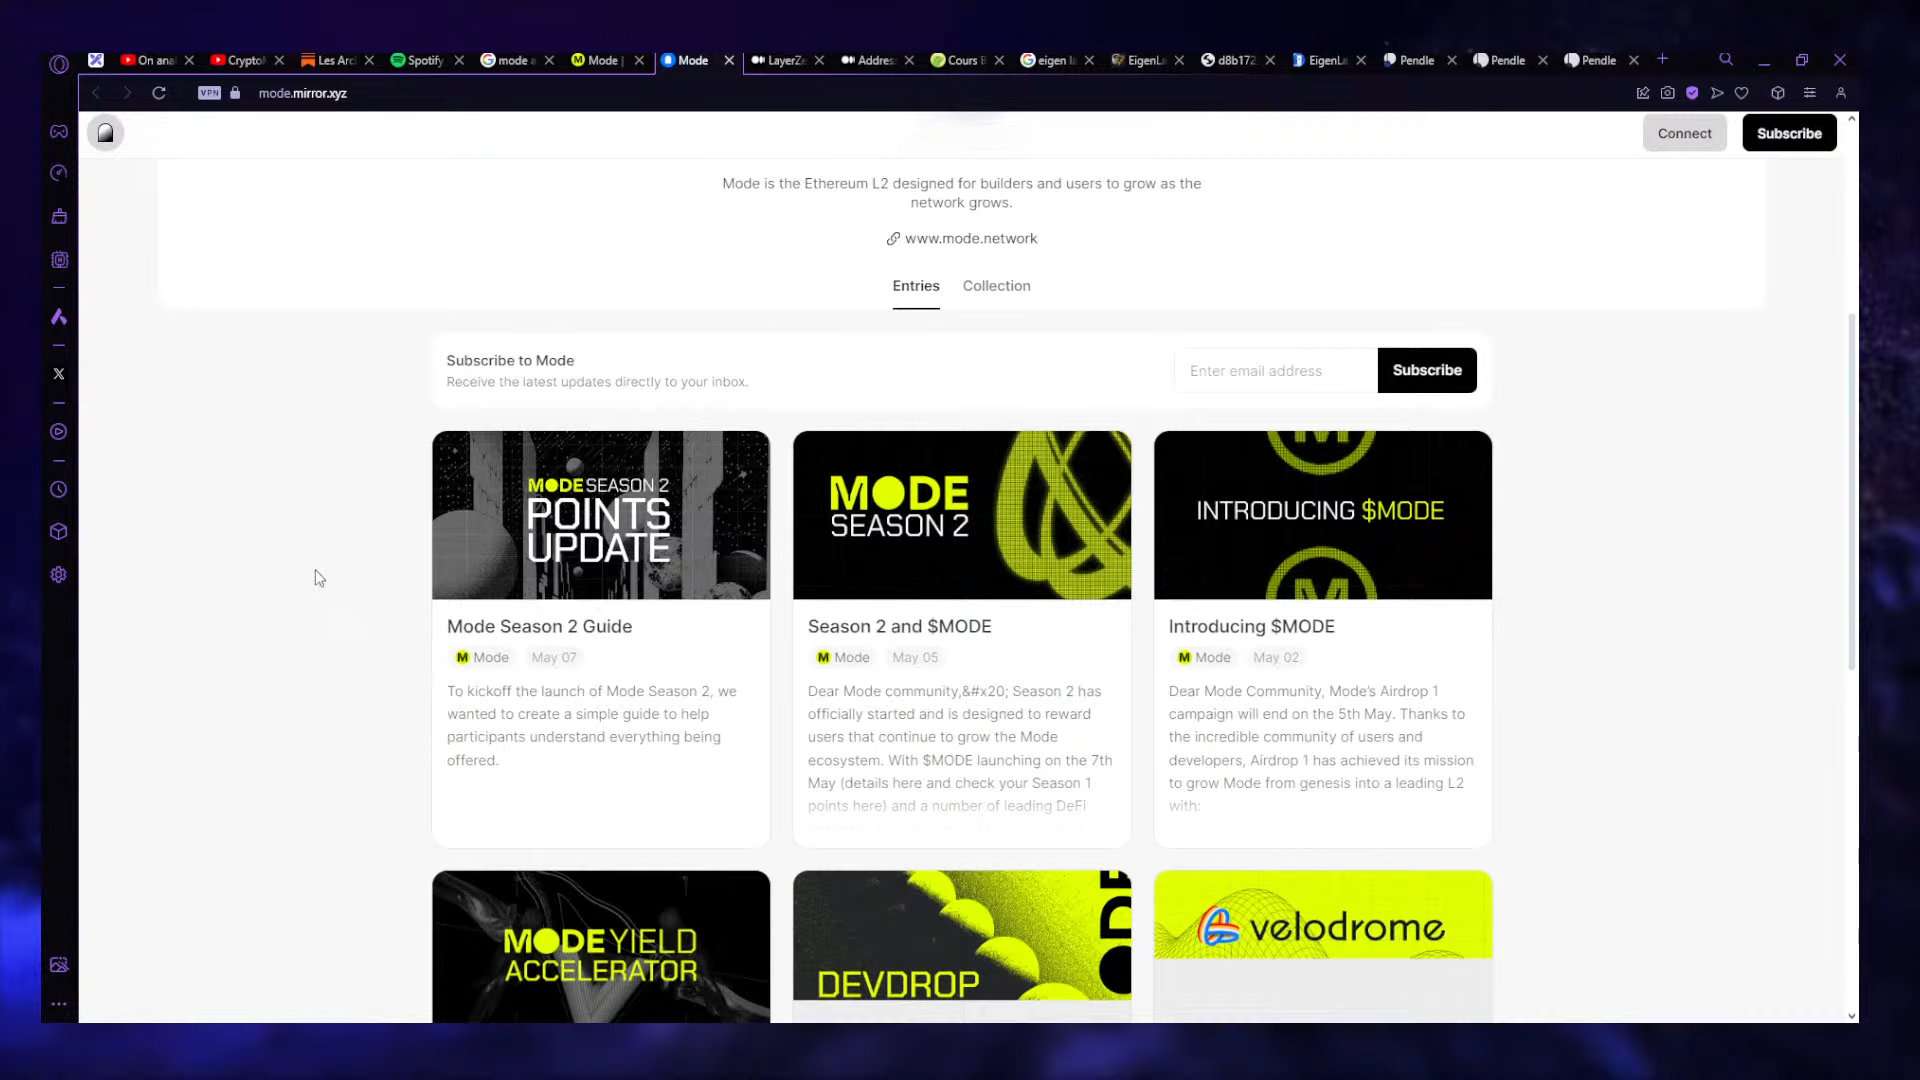 On anal
Crypto
Les Arc
Spotify
mode a
Mode |
Mode
LayerZe
Address
Cours B
eigen l
EigenLa
d8b172
EigenLa
Pendle
Pendle
Pendle
VPN
mode.mirror.xyz
Connect
Subscribe
Mode is the Ethereum L2 designed for builders and users to grow as the
network grows.
www.mode.network
Entries
Collection
Subscribe to Mode
Receive the latest updates directly to your inbox.
Enter email address
Subscribe
MODE SEASON 2
POINTS
UPDATE
Mode Season 2 Guide
M Mode
May 07
To kickoff the launch of Mode Season 2, we
wanted to create a simple guide to help
participants understand everything being
offered.
MODE
SEASON 2
Season 2 and $MODE
M Mode
May 05
Dear Mode community,&#x20; Season 2 has
officially started and is designed to reward
users that continue to grow the Mode
ecosystem. With $MODE launching on the 7th
May (details here and check your Season 1
points here) and a number of leading DeFi
M
INTRODUCING $MODE
M
Introducing $MODE
M Mode
May 02
Dear Mode Community, Mode's Airdrop 1
campaign will end on the 5th May. Thanks to
the incredible community of users and
developers, Airdrop 1 has achieved its mission
to grow Mode from genesis into a leading L2
with:
MODE YIELD
ACCELERATOR
DEVDROP
MODE
velodrome